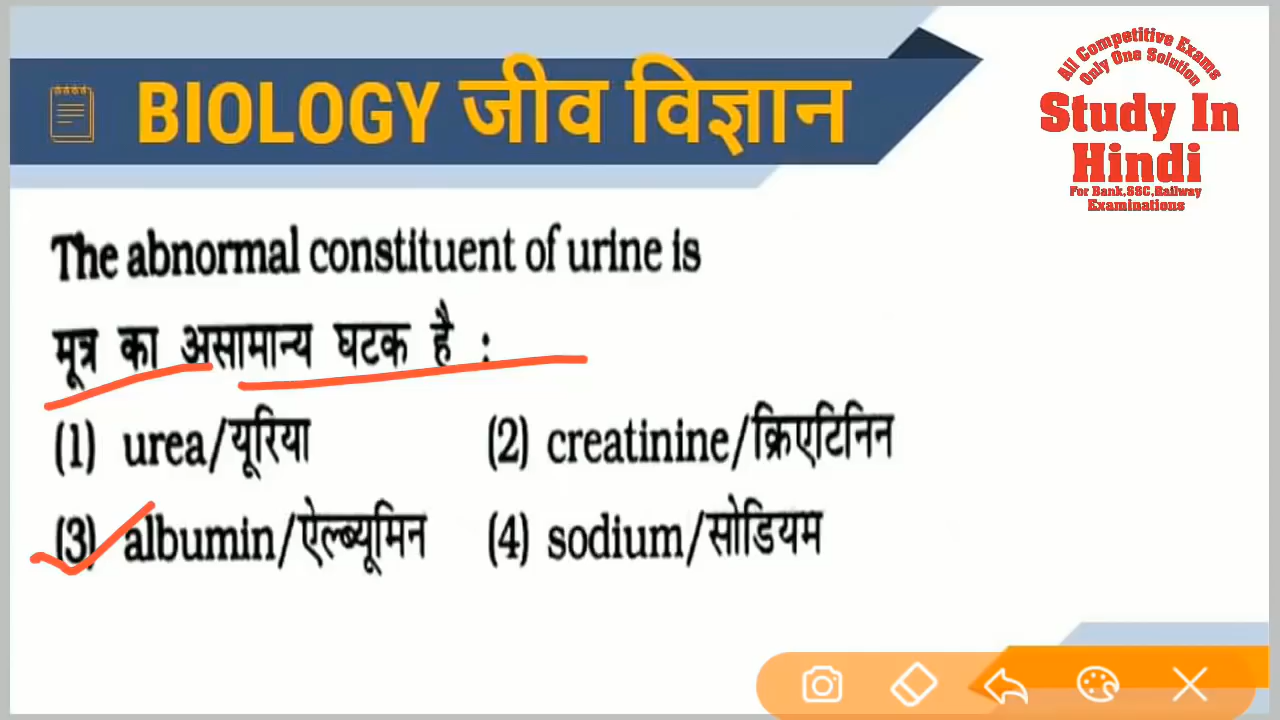 BIOLOGY जीव विज्ञान
All Competitive Exams
Only One Solution
Study In
Hindi
For Bank,SSC,Railway
Examinations
The abnormal constituent of urine is
मूत्र का असामान्य घटक है :
(1) urea/यूरिया (2) creatinine/क्रिएटिनिन
(3) albumin/ऐल्ब्यूमिन (4) sodium/सोडियम